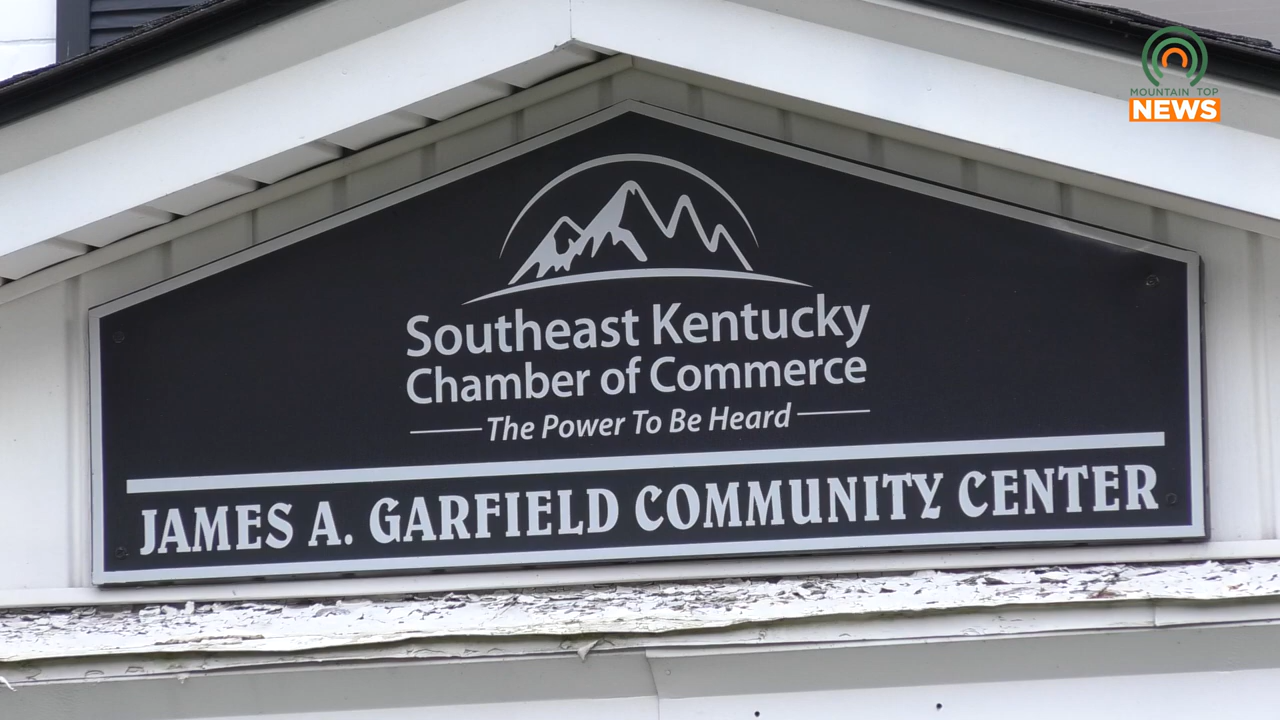 MOUNTAIN TOP
NEWS
Southeast Kentucky
Chamber of Commerce
The Power To Be Heard
JAMES A. GARFIELD COMMUNITY CENTER